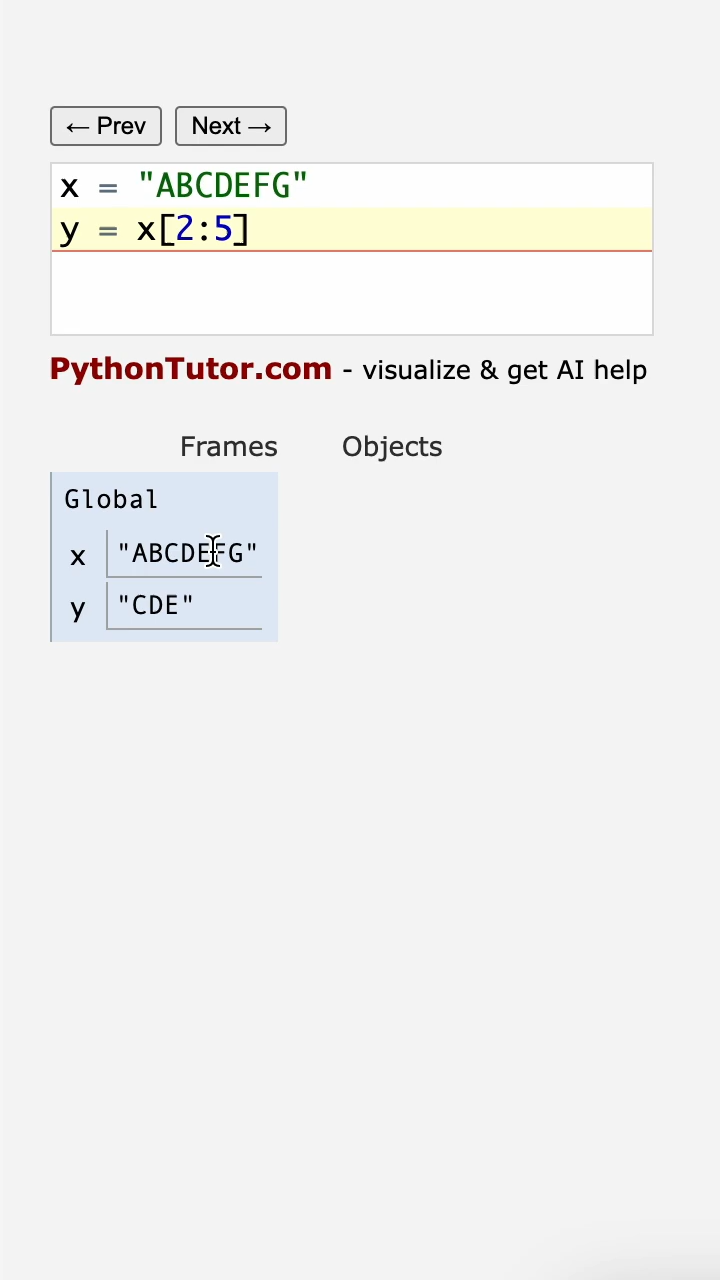 ← Prev Next →
x = "ABCDEFG"
y = x[2:5]
PythonTutor.com - visualize & get AI help
Frames Objects
Global
x "ABCDEFG"
y "CDE"